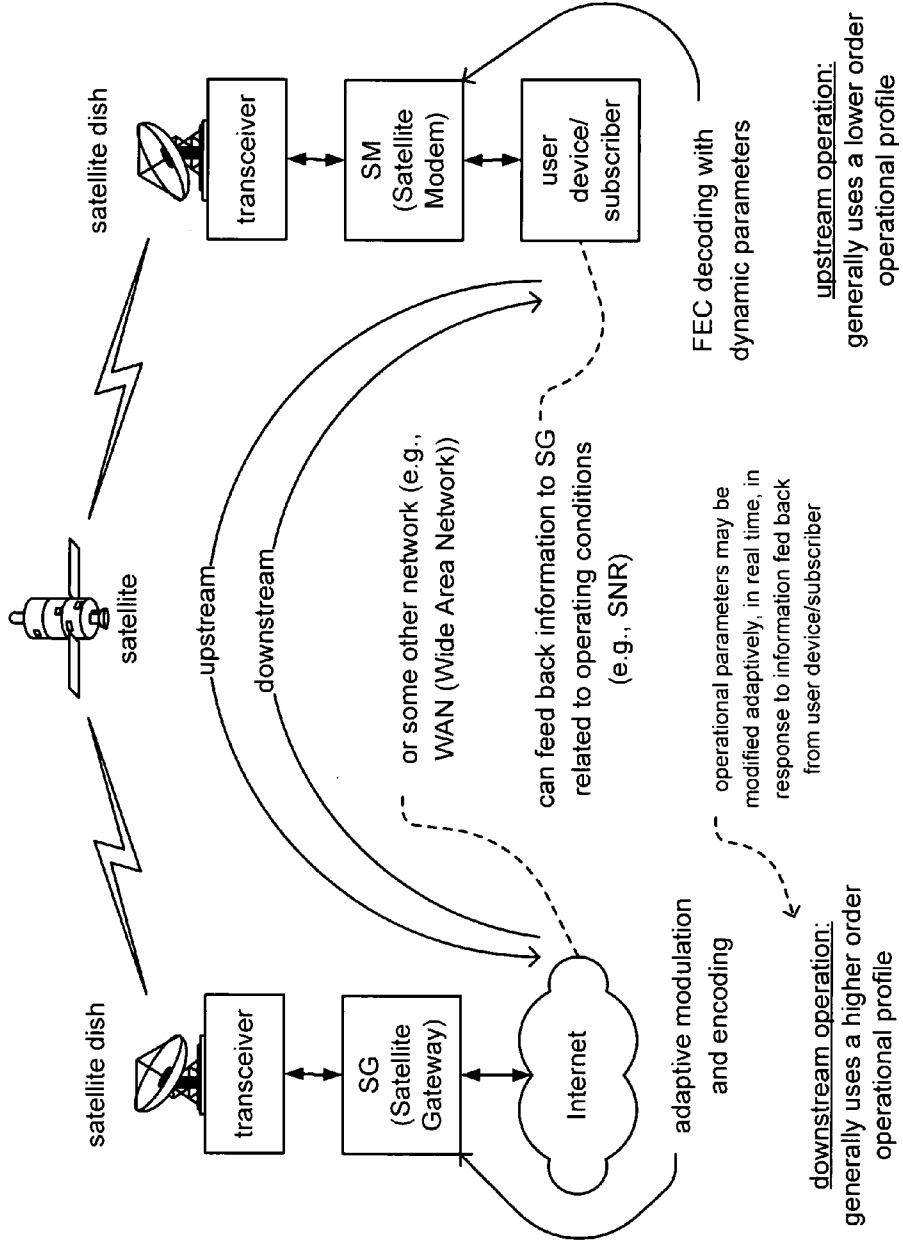 satellite dish
satellite
satellite dish
transceiver
transceiver
SG
(Satellite
Gateway)
SM
(Satellite
Modem)
upstream
downstream
Internet
user
device/
subscriber
or some other network (e.g.,
WAN (Wide Area Network))
can feed back information to SG
related to operating conditions
(e.g., SNR)
adaptive modulation
and encoding
FEC decoding with
dynamic parameters
operational parameters may be
modified adaptively, in real time, in
response to information fed back
from user device/subscriber
downstream operation:
generally uses a higher order
operational profile
upstream operation:
generally uses a lower order
operational profile